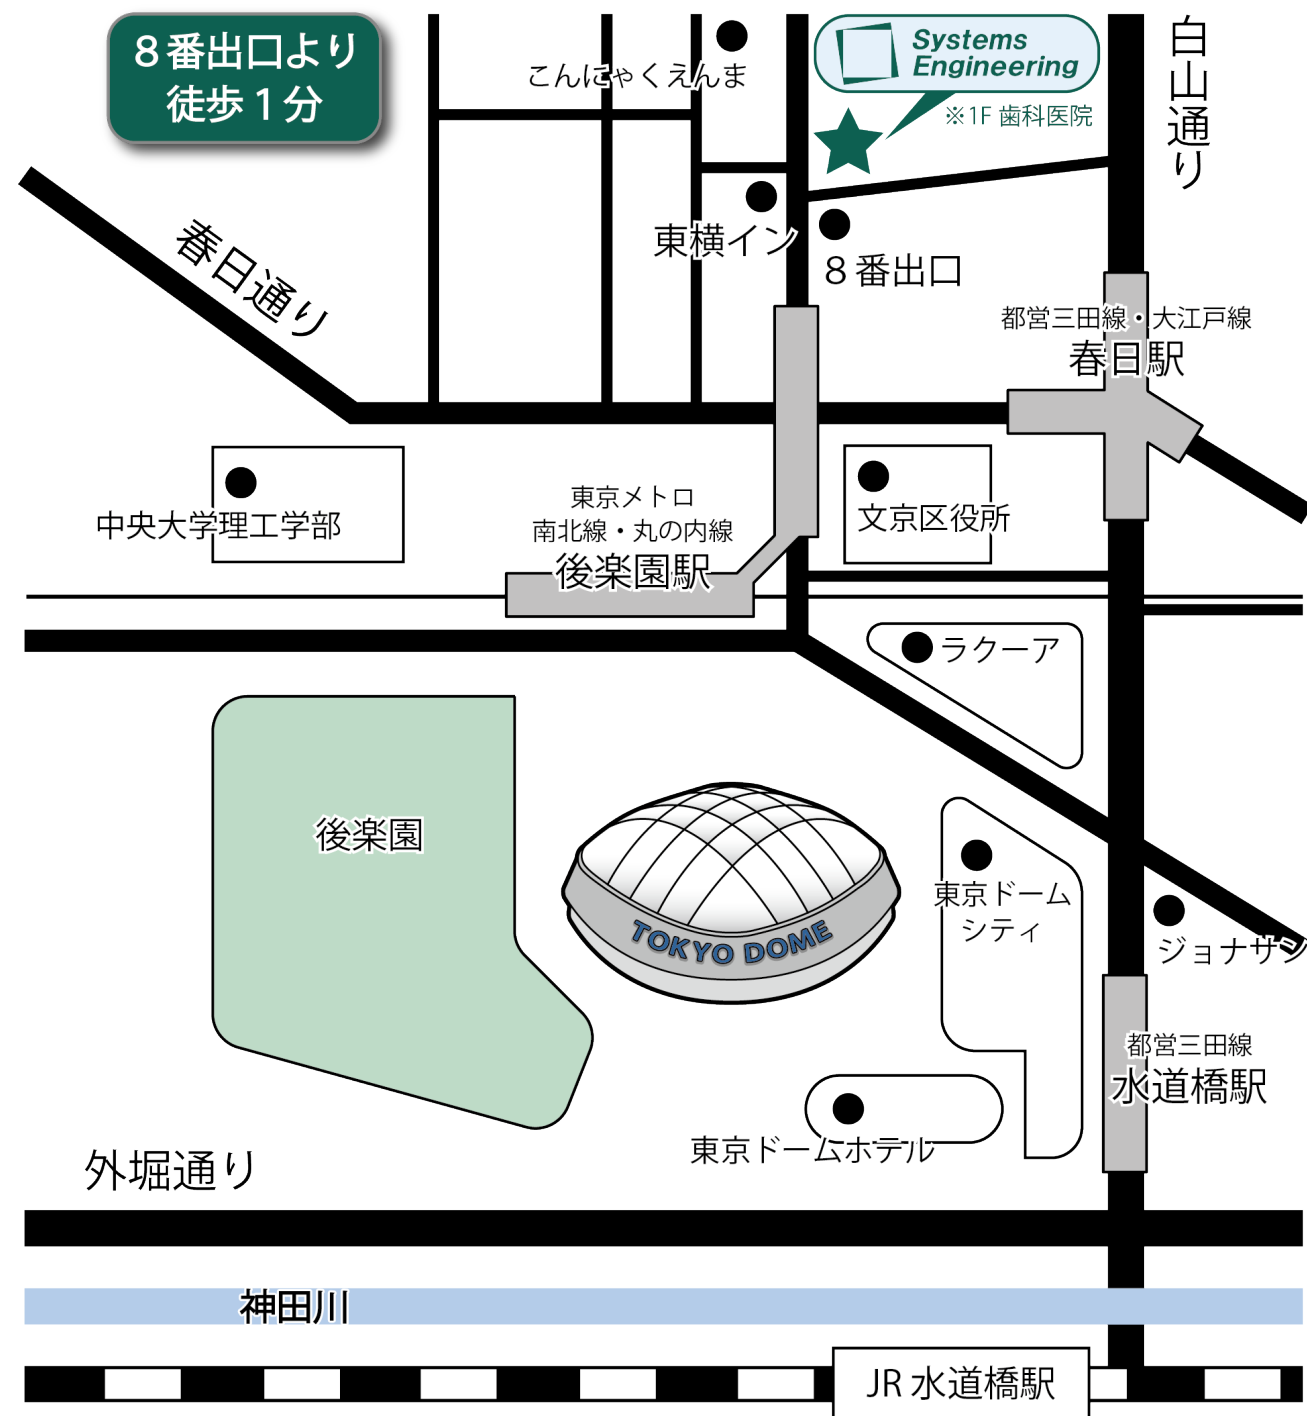 ８番出口より
徒歩１分
こんにゃくえんま
Systems
Engineering
※1F 歯科医院
白山通り
春日通り
東横イン
８番出口
都営三田線・大江戸線
春日駅
中央大学理工学部
東京メトロ
南北線・丸の内線
後楽園駅
文京区役所
ラクーア
後楽園
TOKYO DOME
東京ドーム
シティ
ジョナサン
都営三田線
水道橋駅
東京ドームホテル
外堀通り
神田川
JR 水道橋駅